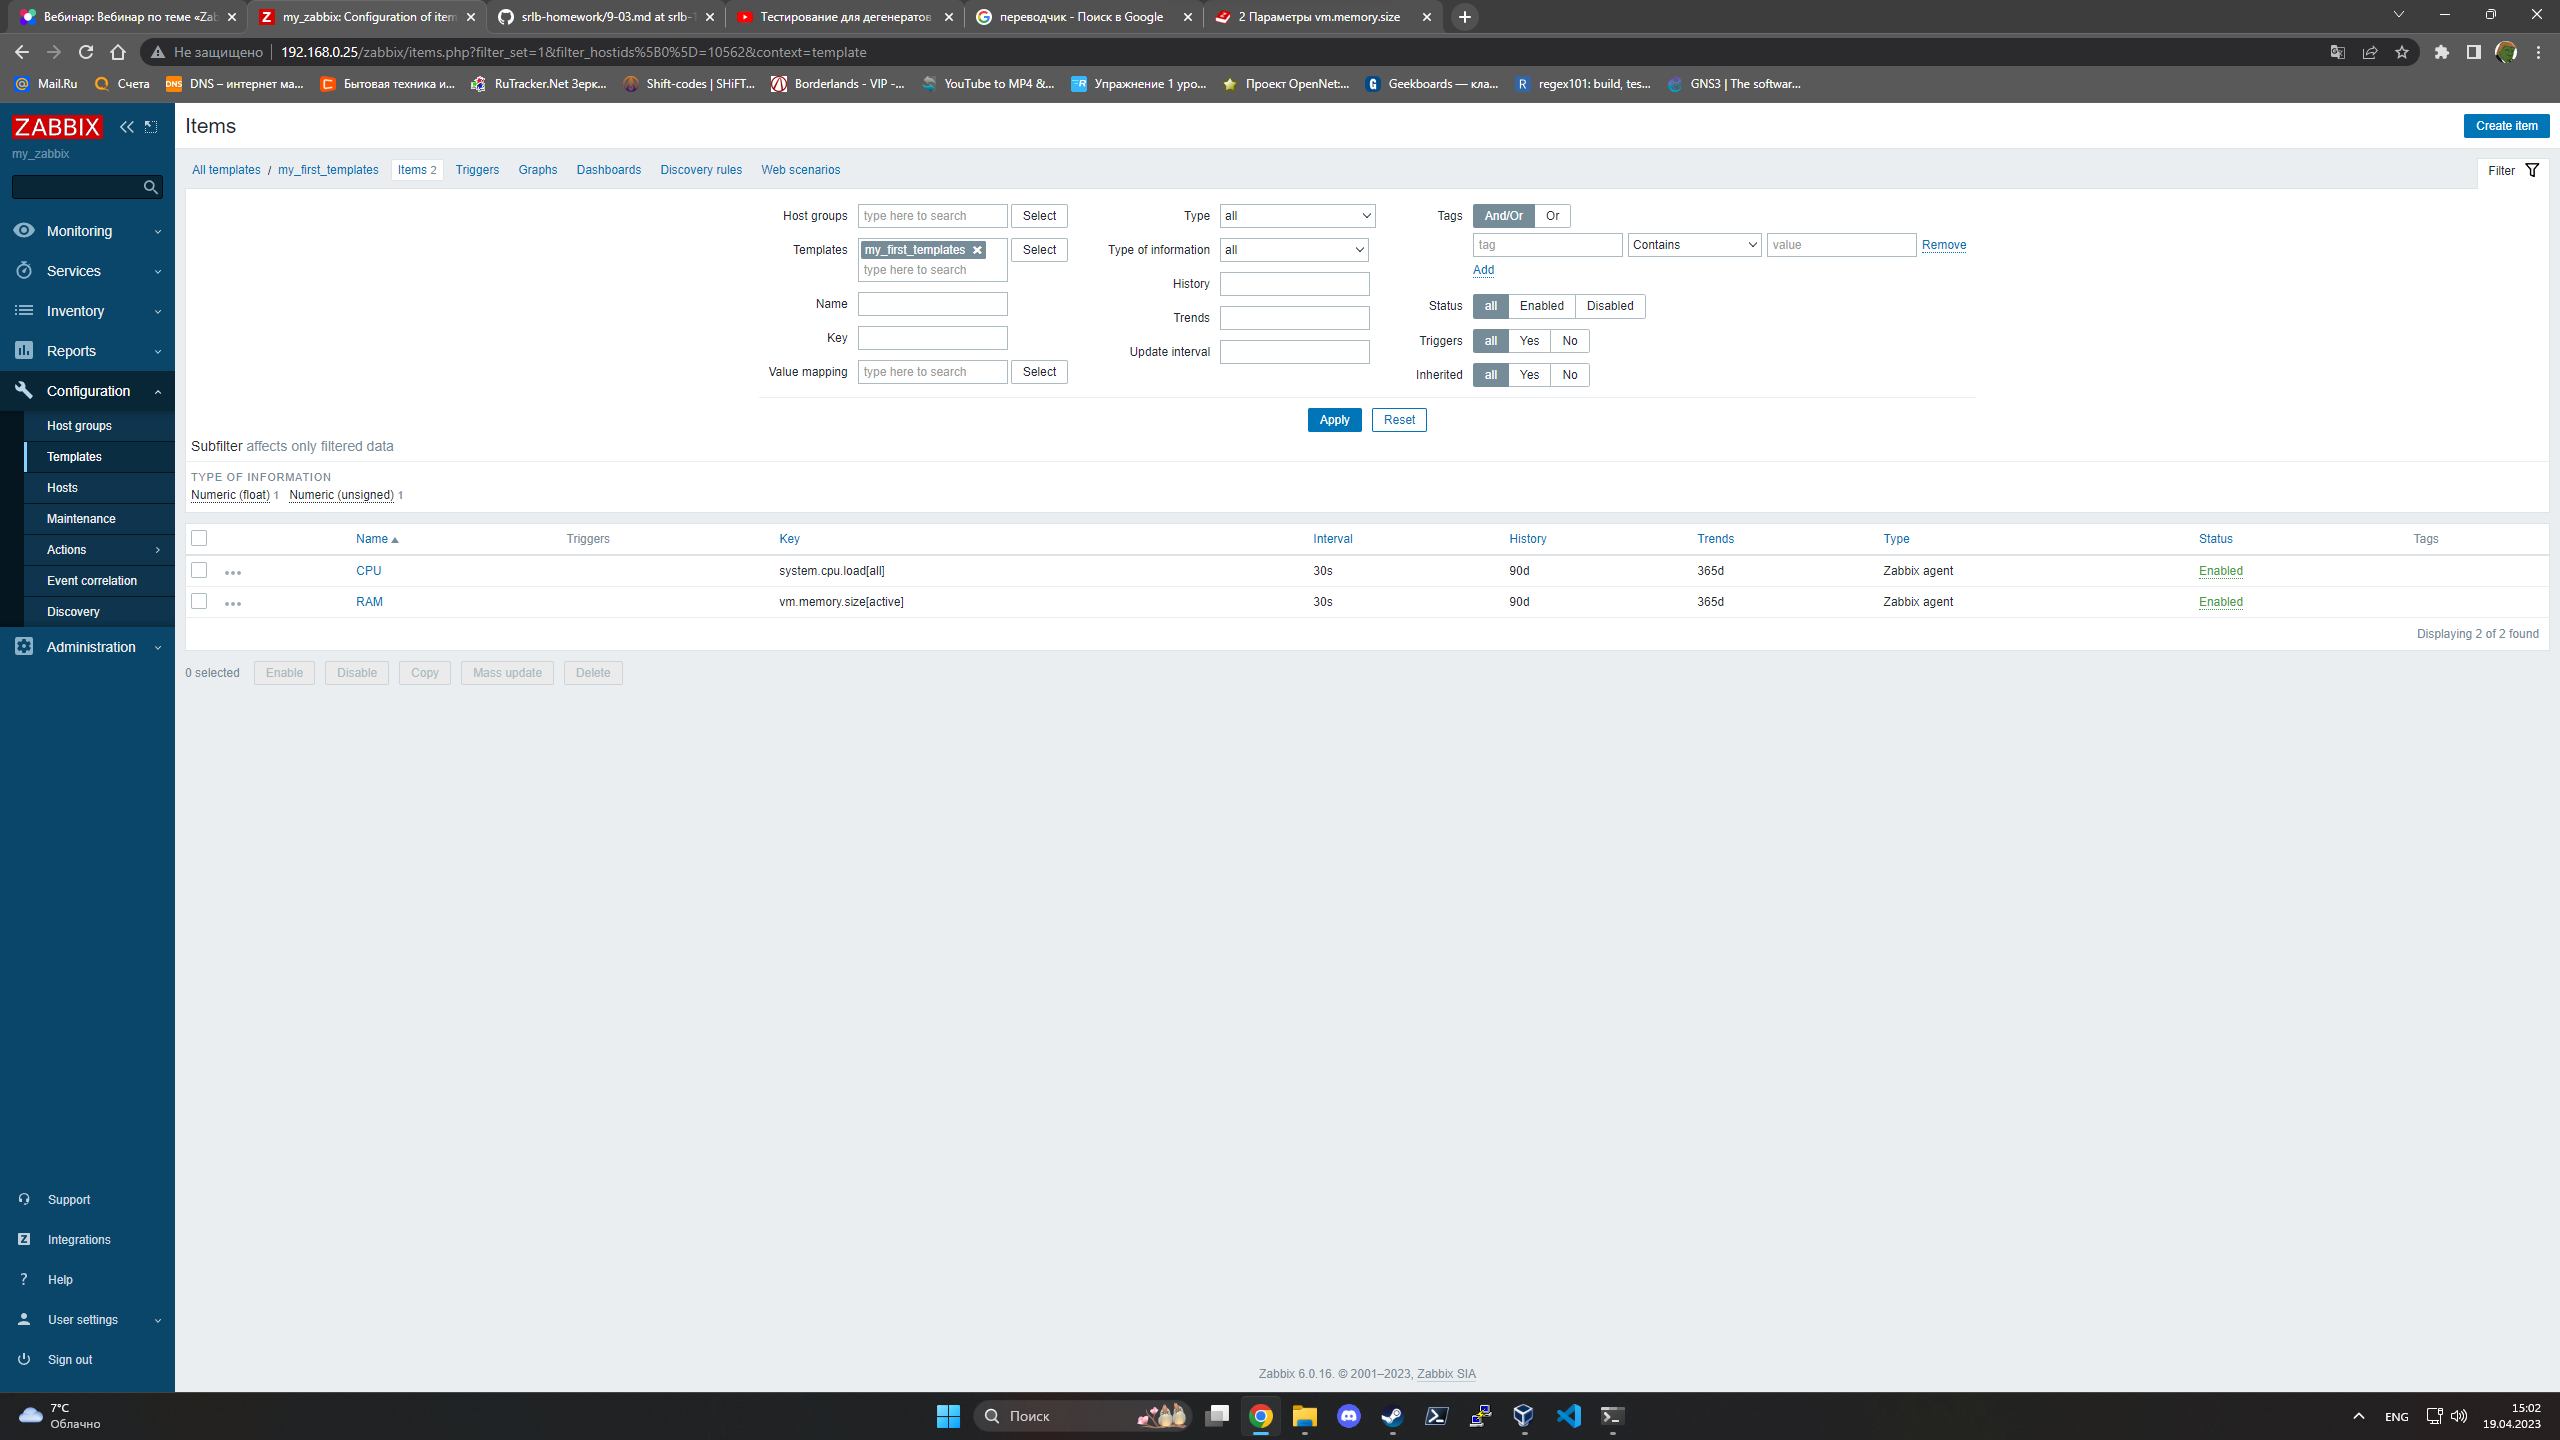 Вебинар: Вебинар по теме «Zab
my_zabbix: Configuration of item
srlb-homework/9-03.md at srlb-1
Тестирование для дегенератов
переводчик - Поиск в Google
2 Параметры vm.memory.size
Не защищено 192.168.0.25/zabbix/items.php?filter_set=1&filter_hostids%5B0%5D=10562&context=template
Mail.Ru Счета DNS – интернет ма... Бытовая техника и... RuTracker.Net Зерк... Shift-codes | SHiFT... Borderlands - VIP -... YouTube to MP4 &... Упражнение 1 уро... Проект OpenNet:... Geekboards — кла... regex101: build, tes... GNS3 | The softwar...
ZABBIX
my_zabbix
Monitoring
Services
Inventory
Reports
Configuration
Host groups
Templates
Hosts
Maintenance
Actions
Event correlation
Discovery
Administration
Support
Integrations
? Help
User settings
Sign out
Items Create item
All templates / my_first_templates Items 2 Triggers Graphs Dashboards Discovery rules Web scenarios Filter
Host groups type here to search Select
Templates my_first_templates Select
type here to search
Name
Key
Value mapping type here to search Select
Type all
Type of information all
History
Trends
Update interval
Tags And/Or Or
tag Contains value Remove
Add
Status all Enabled Disabled
Triggers all Yes No
Inherited all Yes No
Apply Reset
Subfilter affects only filtered data
TYPE OF INFORMATION
Numeric (float) 1 Numeric (unsigned) 1
Name Triggers Key Interval History Trends Type Status Tags
CPU system.cpu.load[all] 30s 90d 365d Zabbix agent Enabled
RAM vm.memory.size[active] 30s 90d 365d Zabbix agent Enabled
Displaying 2 of 2 found
0 selected Enable Disable Copy Mass update Delete
Zabbix 6.0.16. © 2001–2023, Zabbix SIA
7°C
Облачно
Поиск
ENG
15:02
19.04.2023